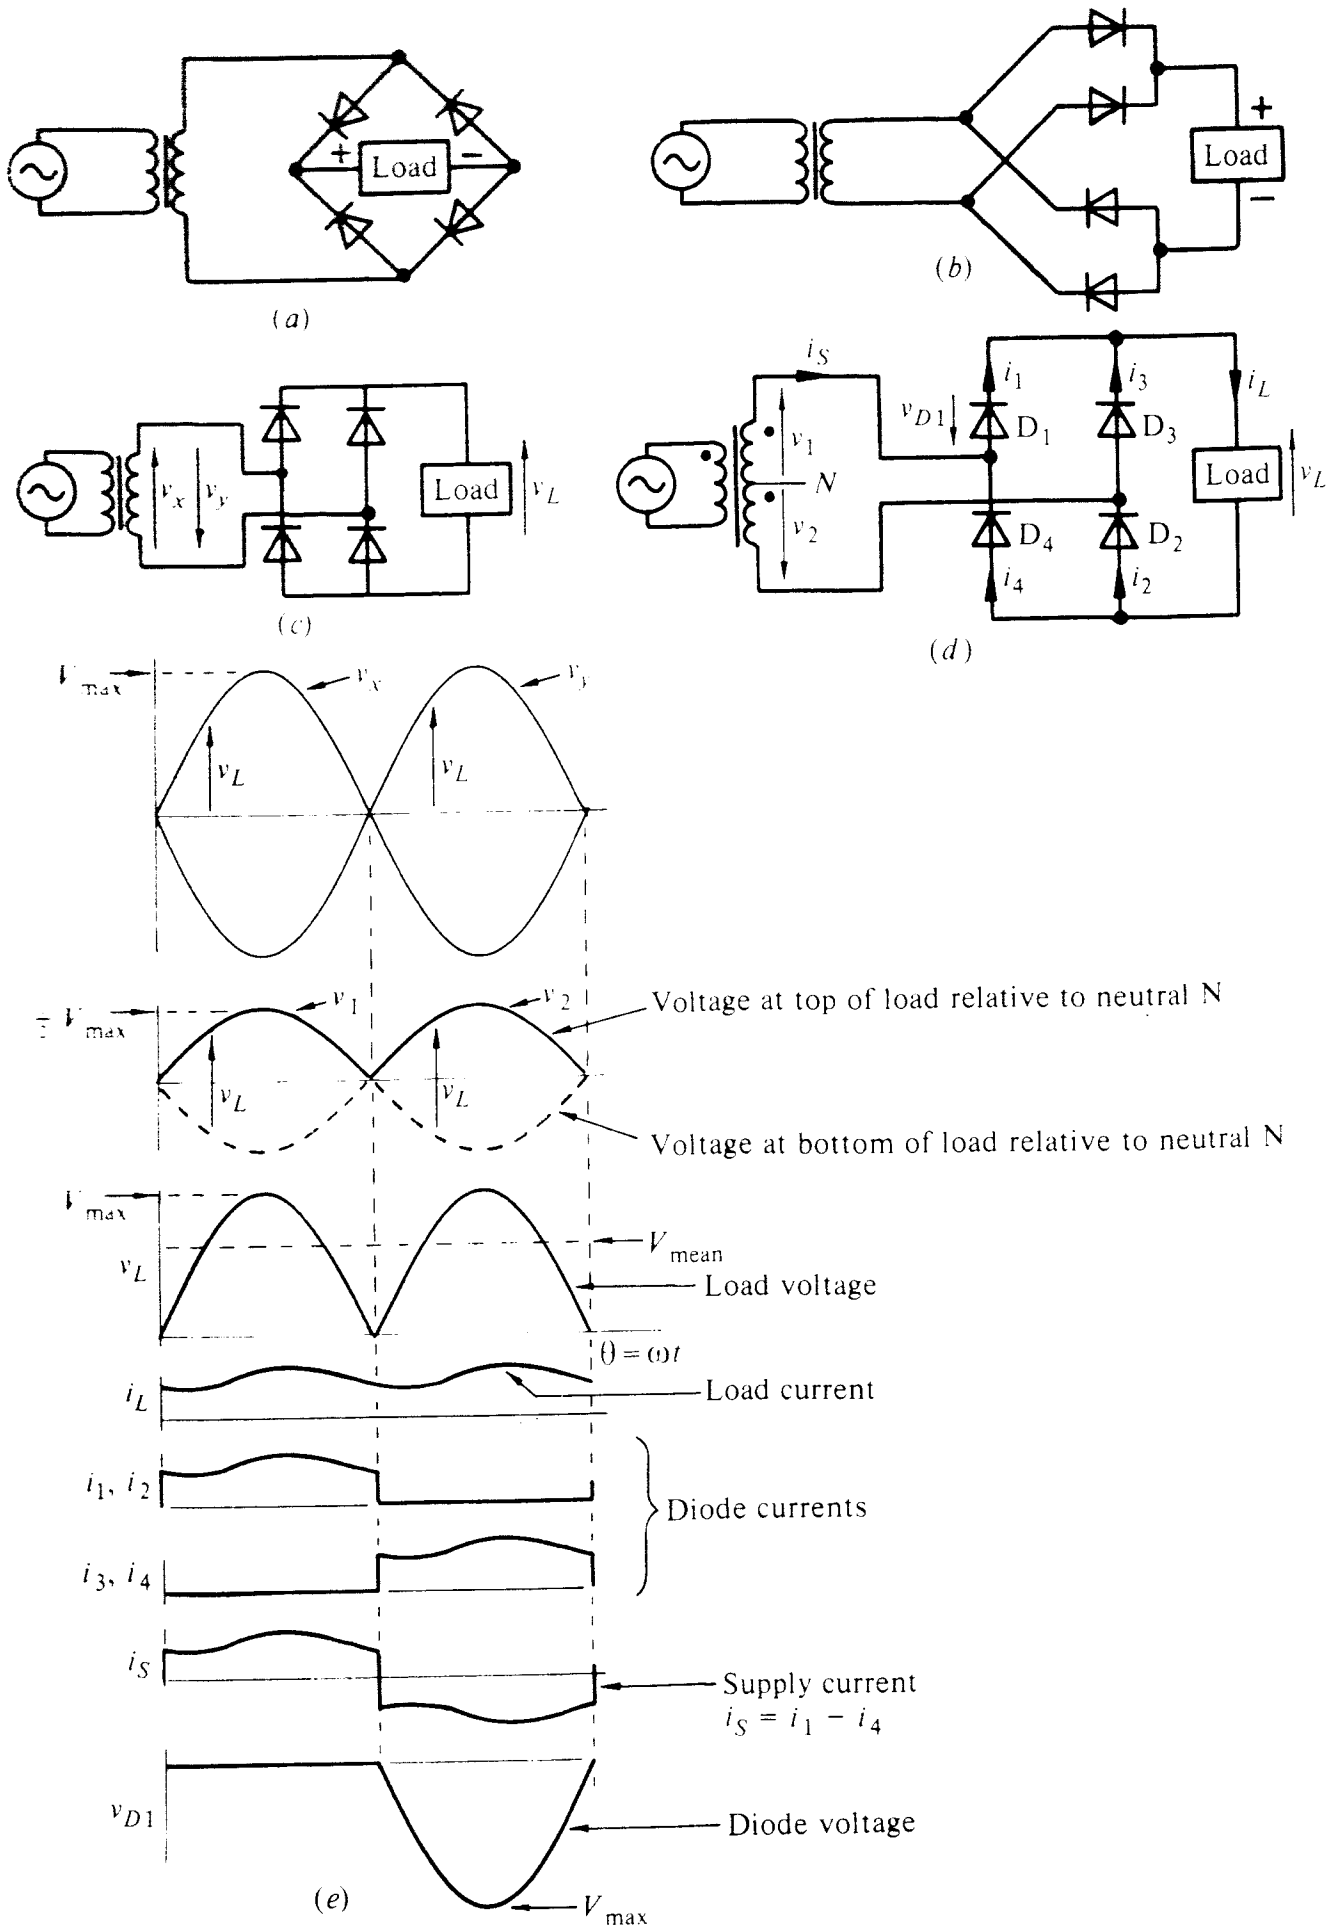 + Load −
(a)
+
Load
−
(b)
v_x v_y Load v_L
(c)
i_S
i_1 i_3 i_L
v_D1 D_1 D_3
v_1
N Load v_L
v_2 D_4 D_2
i_4 i_2
(d)
V_max v_x v_y
v_L v_L
V_max v_1 v_2 Voltage at top of load relative to neutral N
v_L v_L
Voltage at bottom of load relative to neutral N
V_max
V_mean
v_L Load voltage
θ = ωt
i_L Load current
i_1, i_2 Diode currents
i_3, i_4
i_S Supply current
i_S = i_1 − i_4
v_D1 Diode voltage
(e) V_max